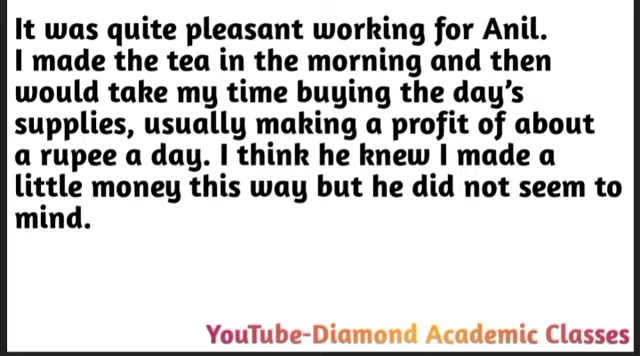 It was quite pleasant working for Anil.
I made the tea in the morning and then
would take my time buying the day's
supplies, usually making a profit of about
a rupee a day. I think he knew I made a
little money this way but he did not seem to
mind.
YouTube-Diamond Academic Classes